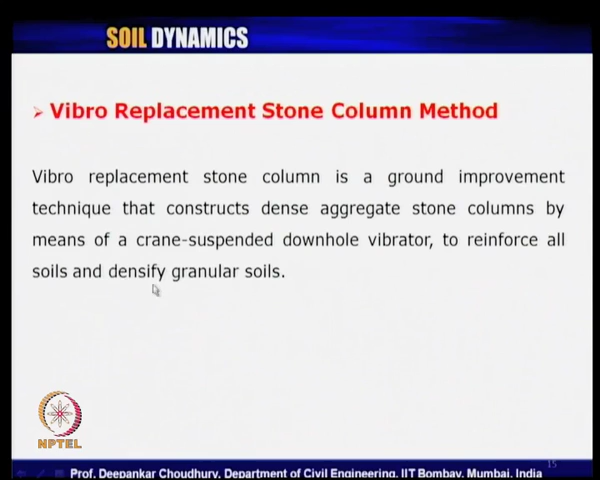 SOIL DYNAMICS
Vibro Replacement Stone Column Method
Vibro replacement stone column is a ground improvement
technique that constructs dense aggregate stone columns by
means of a crane-suspended downhole vibrator, to reinforce all
soils and densify granular soils.
NPTEL
15
Prof. Deepankar Choudhury, Department of Civil Engineering, IIT Bombay, Mumbai, India